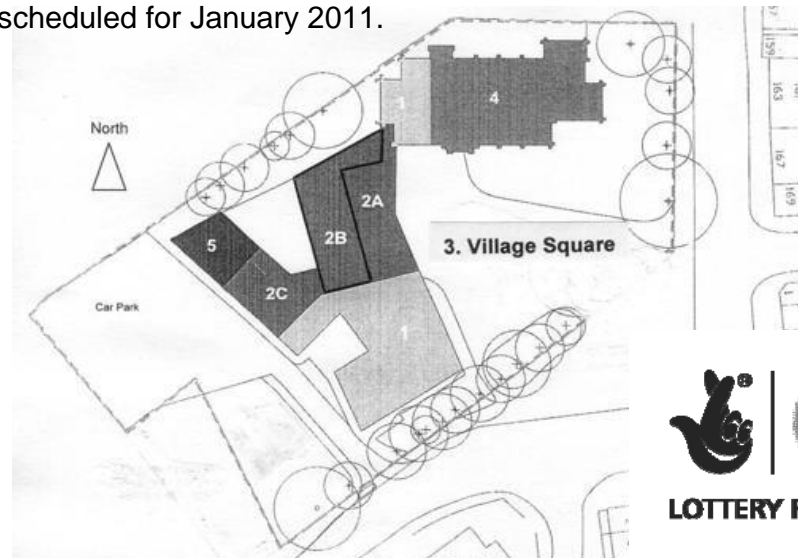 scheduled for January 2011.
North
1
4
2A
2B
3. Village Square
5
2C
Car Park
1
159
163
167
169
®
LOTTERY